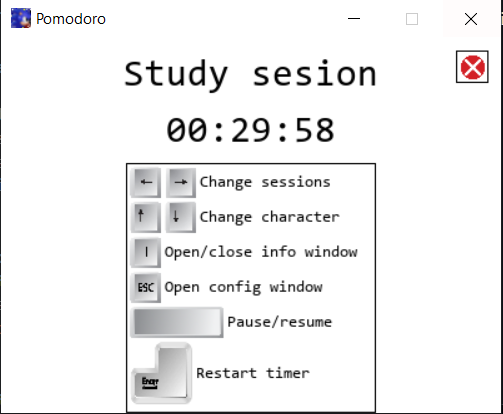 Pomodoro
Study sesion
00:29:58
← → Change sessions
↑ ↓ Change character
I Open/close info window
ESC Open config window
Pause/resume
Enter Restart timer